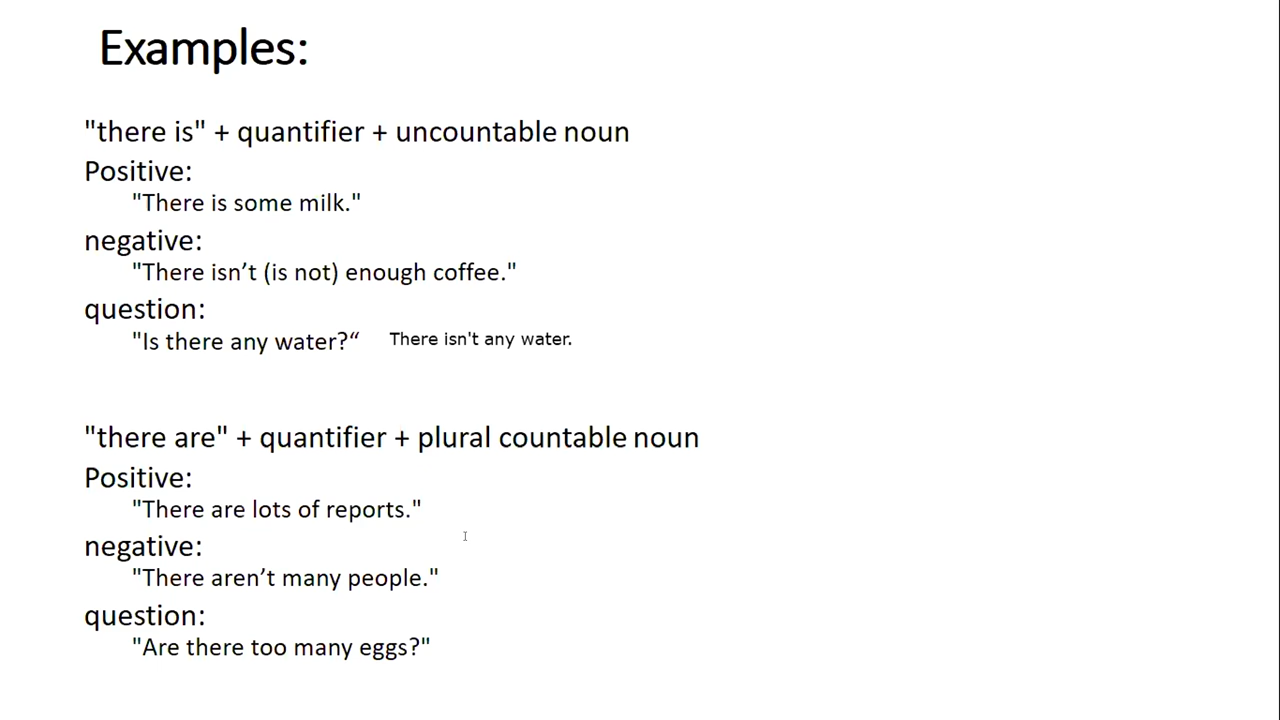 Examples:
"there is" + quantifier + uncountable noun
Positive:
"There is some milk."
negative:
"There isn’t (is not) enough coffee."
question:
"Is there any water?“ There isn't any water.
"there are" + quantifier + plural countable noun
Positive:
"There are lots of reports."
negative:
"There aren’t many people."
question:
"Are there too many eggs?"